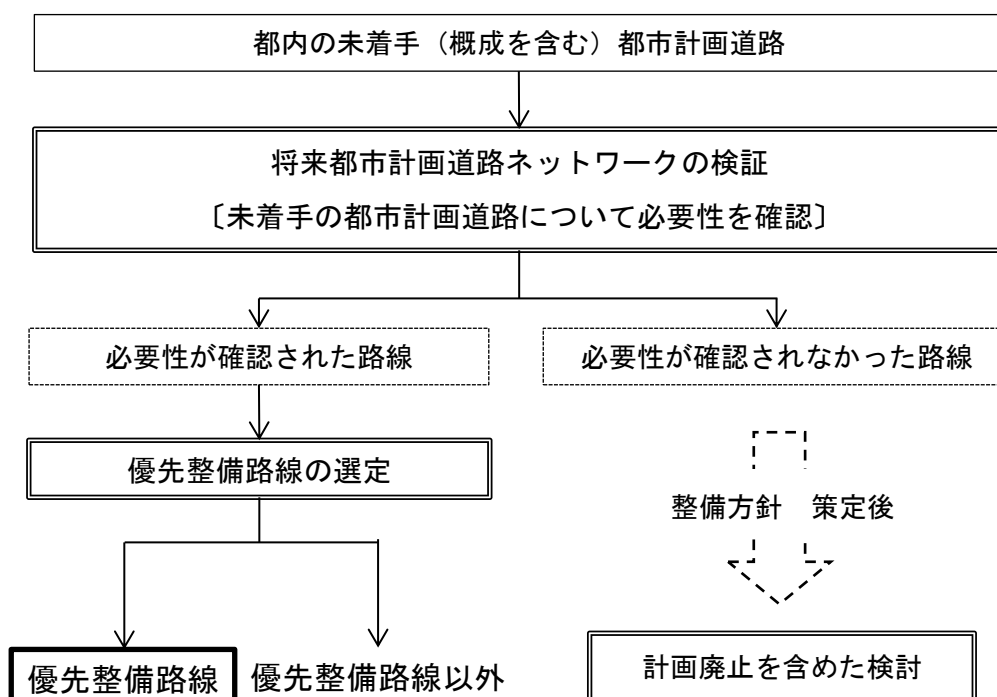 都内の未着手（概成を含む）都市計画道路
将来都市計画道路ネットワークの検証
〔未着手の都市計画道路について必要性を確認〕
必要性が確認された路線
必要性が確認されなかった路線
優先整備路線の選定
整備方針　策定後
優先整備路線
優先整備路線以外
計画廃止を含めた検討